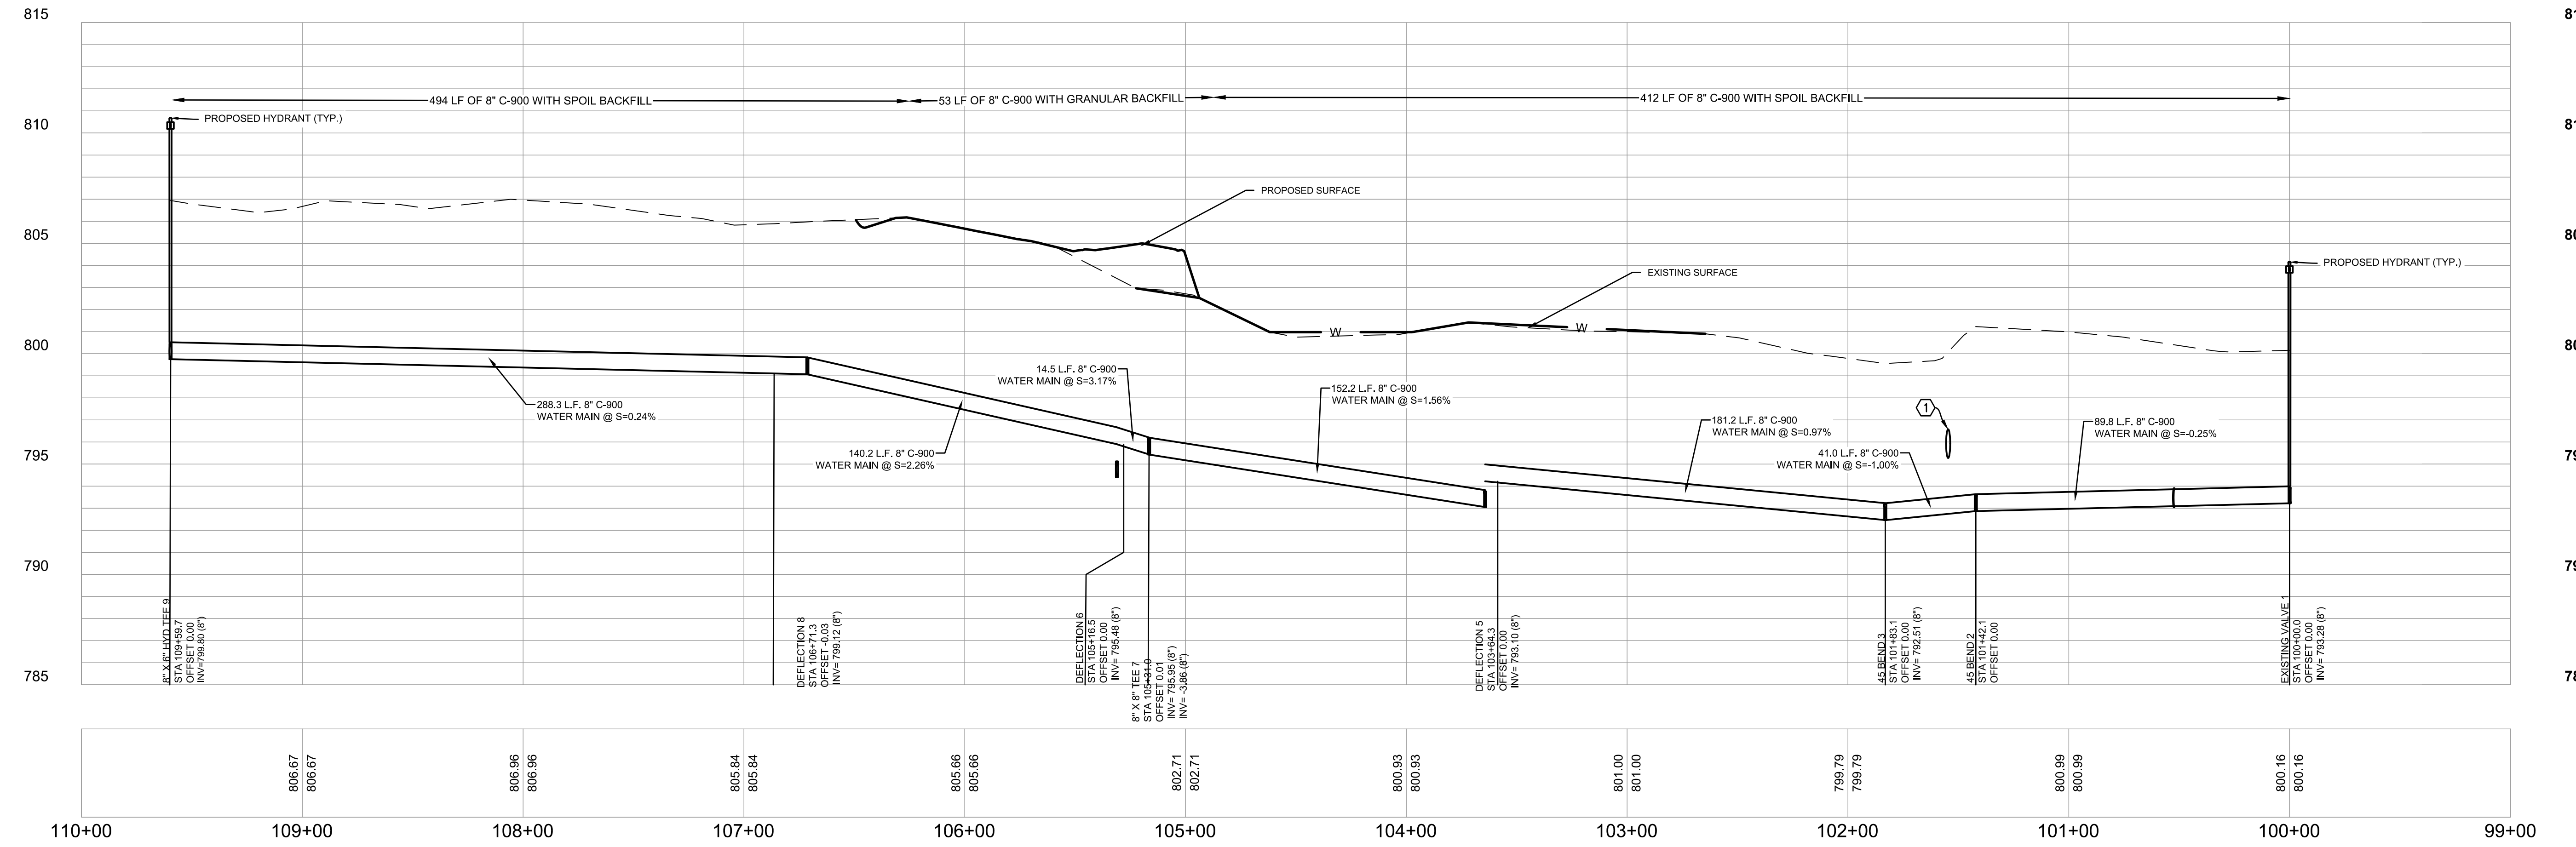 815
810
805
800
795
790
785
494 LF OF 8" C-900 WITH SPOIL BACKFILL
53 LF OF 8" C-900 WITH GRANULAR BACKFILL
412 LF OF 8" C-900 WITH SPOIL BACKFILL
PROPOSED HYDRANT (TYP.)
PROPOSED SURFACE
EXISTING SURFACE
PROPOSED HYDRANT (TYP.)
W
W
288.3 L.F. 8" C-900
WATER MAIN @ S=0.24%
140.2 L.F. 8" C-900
WATER MAIN @ S=2.26%
14.5 L.F. 8" C-900
WATER MAIN @ S=3.17%
152.2 L.F. 8" C-900
WATER MAIN @ S=1.56%
181.2 L.F. 8" C-900
WATER MAIN @ S=0.97%
1
41.0 L.F. 8" C-900
WATER MAIN @ S=-1.00%
89.8 L.F. 8" C-900
WATER MAIN @ S=-0.25%
8" X 6" HYD TEE 9
STA 109+59.7
OFFSET 0.00
INV=799.80 (8")
DEFLECTION 8
STA 106+71.3
OFFSET -0.03
INV= 799.12 (8")
DEFLECTION 6
STA 105+16.5
OFFSET 0.00
INV= 795.48 (8")
8" X 8" TEE 7
STA 105+31.0
OFFSET 0.01
INV= 795.95 (8")
INV= -3.86 (8")
DEFLECTION 5
STA 103+64.3
OFFSET 0.00
INV= 793.10 (8")
45 BEND 3
STA 101+83.1
OFFSET 0.00
INV= 792.51 (8")
45 BEND 2
STA 101+42.1
OFFSET 0.00
EXISTING VALVE 1
STA 100+00.0
OFFSET 0.00
INV= 793.28 (8")
806.67
806.67
806.96
806.96
805.84
805.84
805.66
805.66
802.71
802.71
800.93
800.93
801.00
801.00
799.79
799.79
800.99
800.99
800.16
800.16
110+00
109+00
108+00
107+00
106+00
105+00
104+00
103+00
102+00
101+00
100+00
99+00